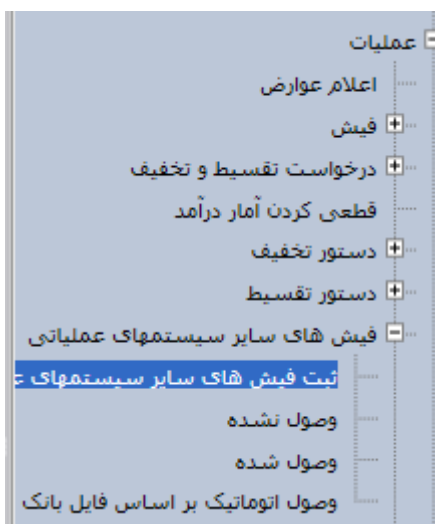 عملیات
اعلام عوارض
فیش
درخواست تقسیط و تخفیف
قطعی کردن آمار درآمد
دستور تخفیف
دستور تقسیط
فیش های سایر سیستمهای عملیاتی
ثبت فیش های سایر سیستمهای
وصول نشده
وصول شده
وصول اتوماتیک بر اساس فایل بانک